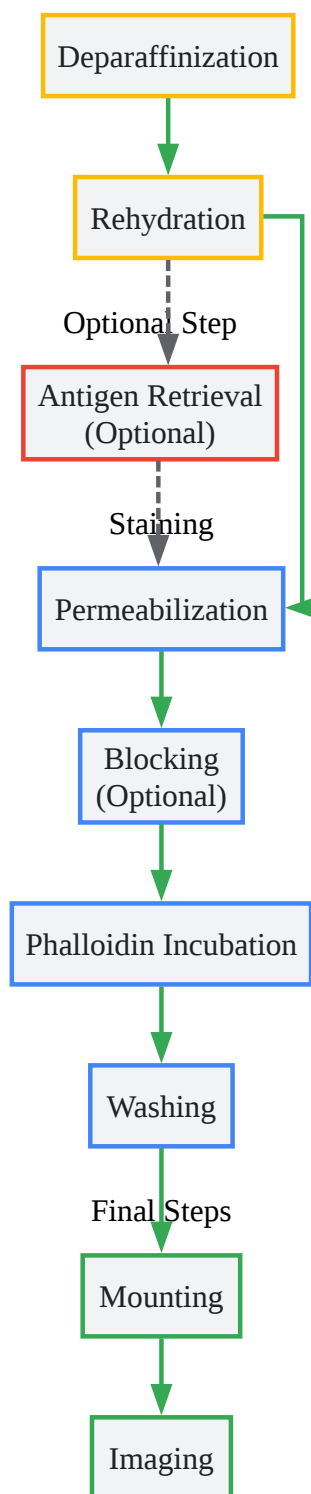 Deparaffinization
Rehydration
Optional Step
Antigen Retrieval
(Optional)
Staining
Permeabilization
Blocking
(Optional)
Phalloidin Incubation
Washing
Final Steps
Mounting
Imaging